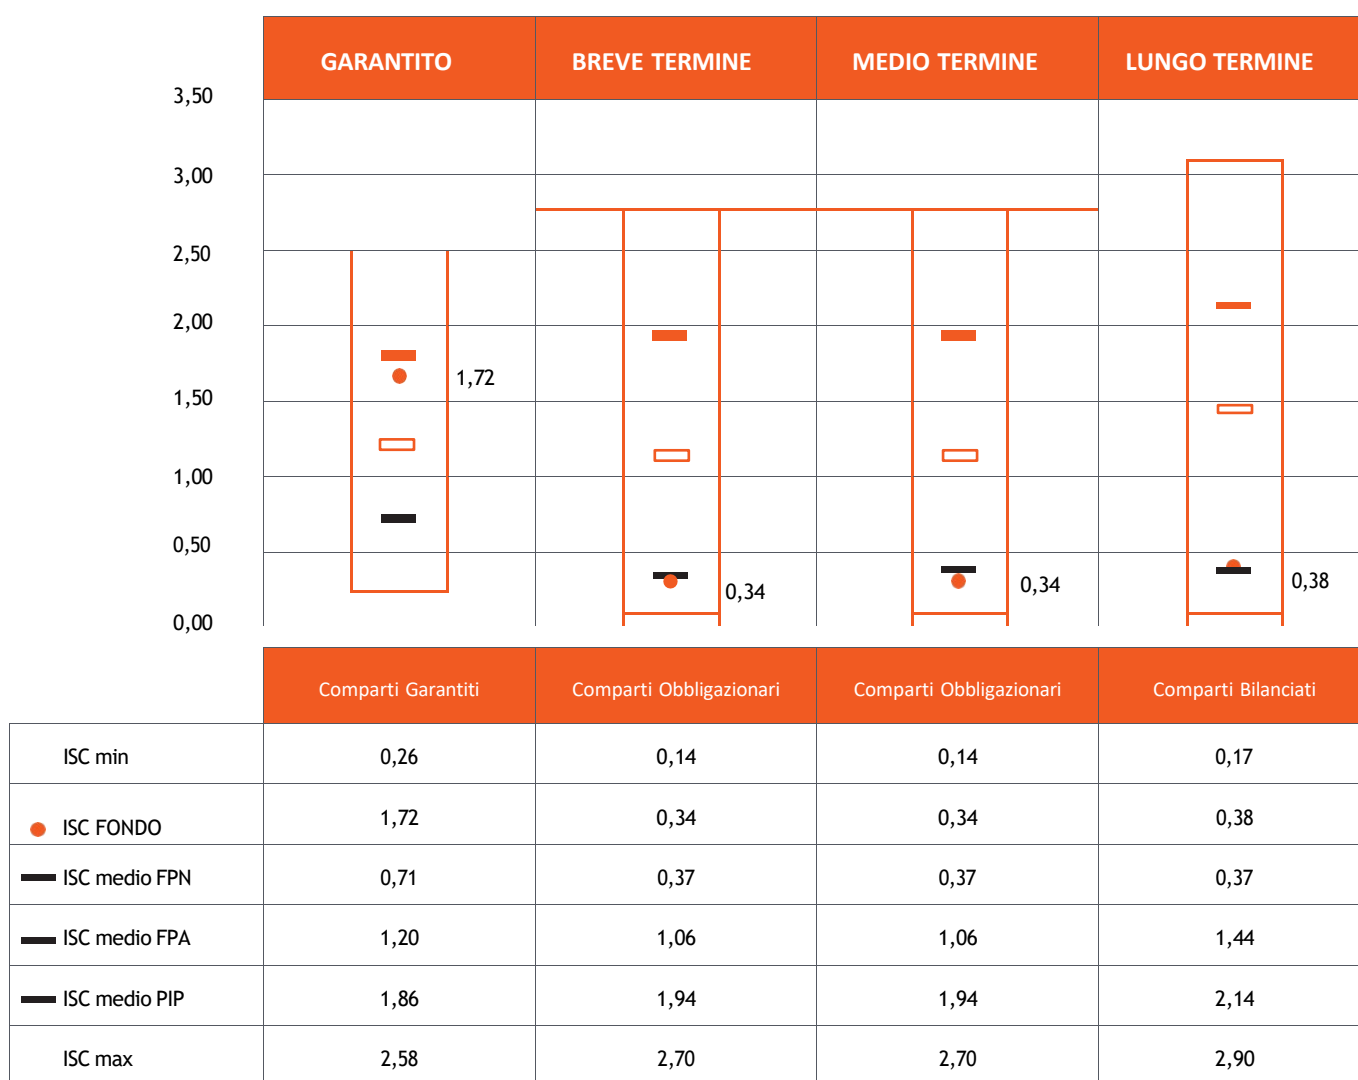 GARANTITO BREVE TERMINE MEDIO TERMINE LUNGO TERMINE
3,50
3,00
2,50
2,00
1,72
1,50
1,00
0,50
0,34 0,34 0,38
0,00
Comparti Garantiti Comparti Obbligazionari Comparti Obbligazionari Comparti Bilanciati
ISC min 0,26 0,14 0,14 0,17
ISC FONDO 1,72 0,34 0,34 0,38
ISC medio FPN 0,71 0,37 0,37 0,37
ISC medio FPA 1,20 1,06 1,06 1,44
ISC medio PIP 1,86 1,94 1,94 2,14
ISC max 2,58 2,70 2,70 2,90